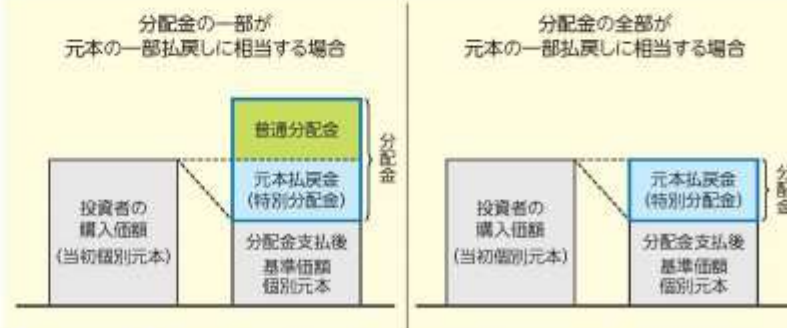 分配金の一部が
元本の一部払戻しに相当する場合
普通分配金
元本払戻金
(特別分配金)
分配金
投資者の
購入価額
(当初個別元本)
分配金支払後
基準価額
個別元本
分配金の全部が
元本の一部払戻しに相当する場合
元本払戻金
(特別分配金)
分配金
投資者の
購入価額
(当初個別元本)
分配金支払後
基準価額
個別元本